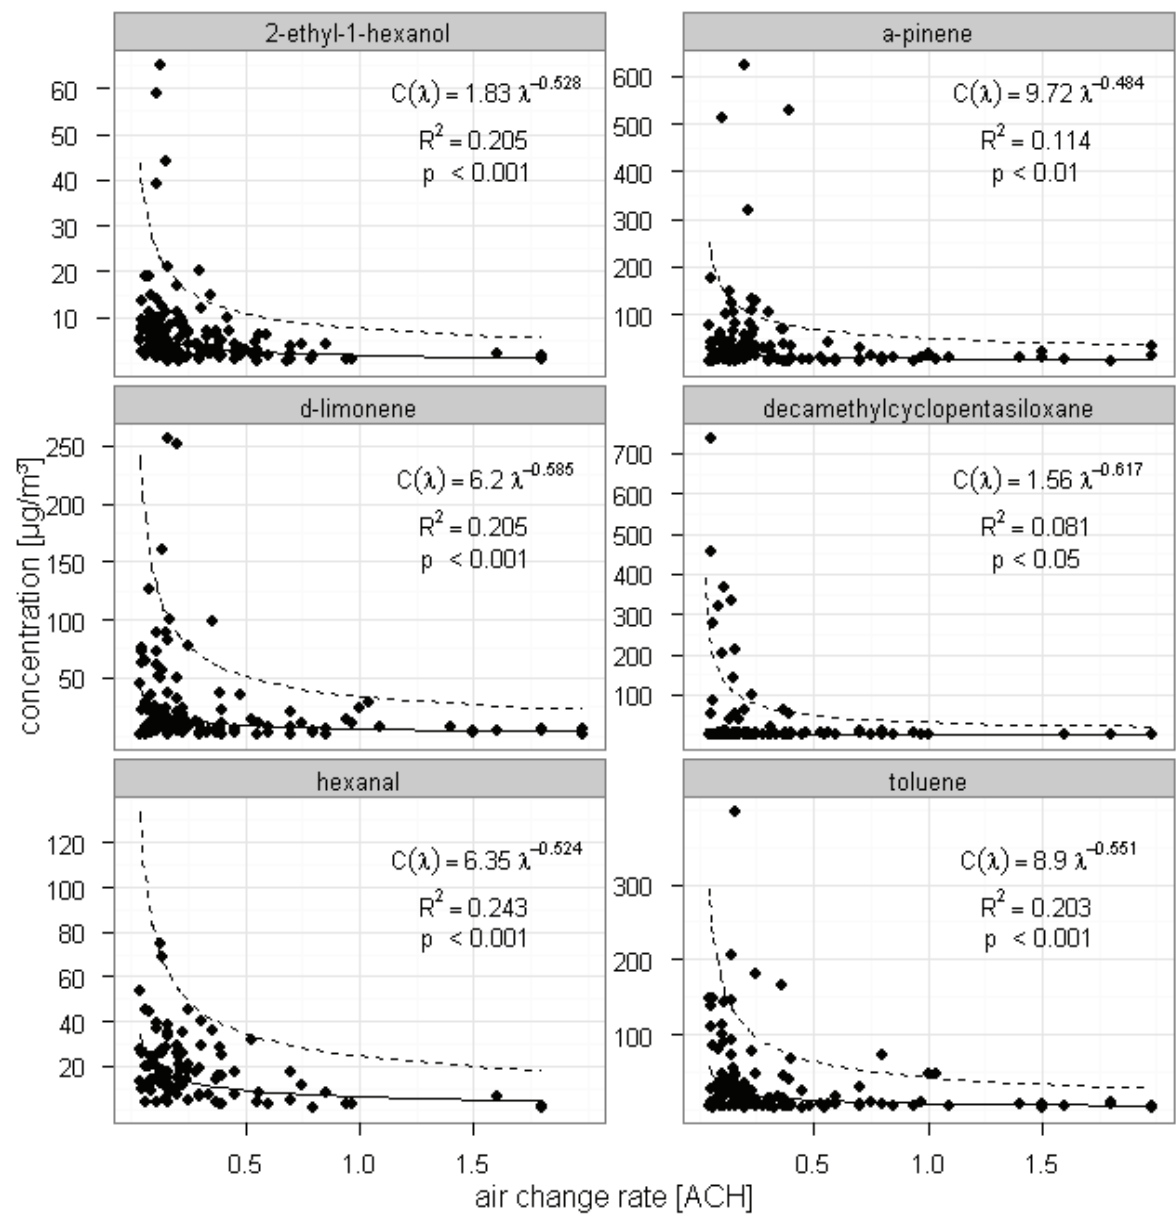 2-ethyl-1-hexanol
C(λ) = 1.83 λ^-0.528
R² = 0.205
p < 0.001
60
50
40
30
20
10
a-pinene
C(λ) = 9.72 λ^-0.484
R² = 0.114
p < 0.01
600
500
400
300
200
100
concentration [µg/m³]
d-limonene
C(λ) = 6.2 λ^-0.585
R² = 0.205
p < 0.001
250
200
150
100
50
decamethylcyclopentasiloxane
C(λ) = 1.56 λ^-0.617
R² = 0.081
p < 0.05
700
600
500
400
300
200
100
hexanal
C(λ) = 6.35 λ^-0.524
R² = 0.243
p < 0.001
120
100
80
60
40
20
0.5 1.0 1.5
toluene
C(λ) = 8.9 λ^-0.551
R² = 0.203
p < 0.001
300
200
100
0.5 1.0 1.5
air change rate [ACH]